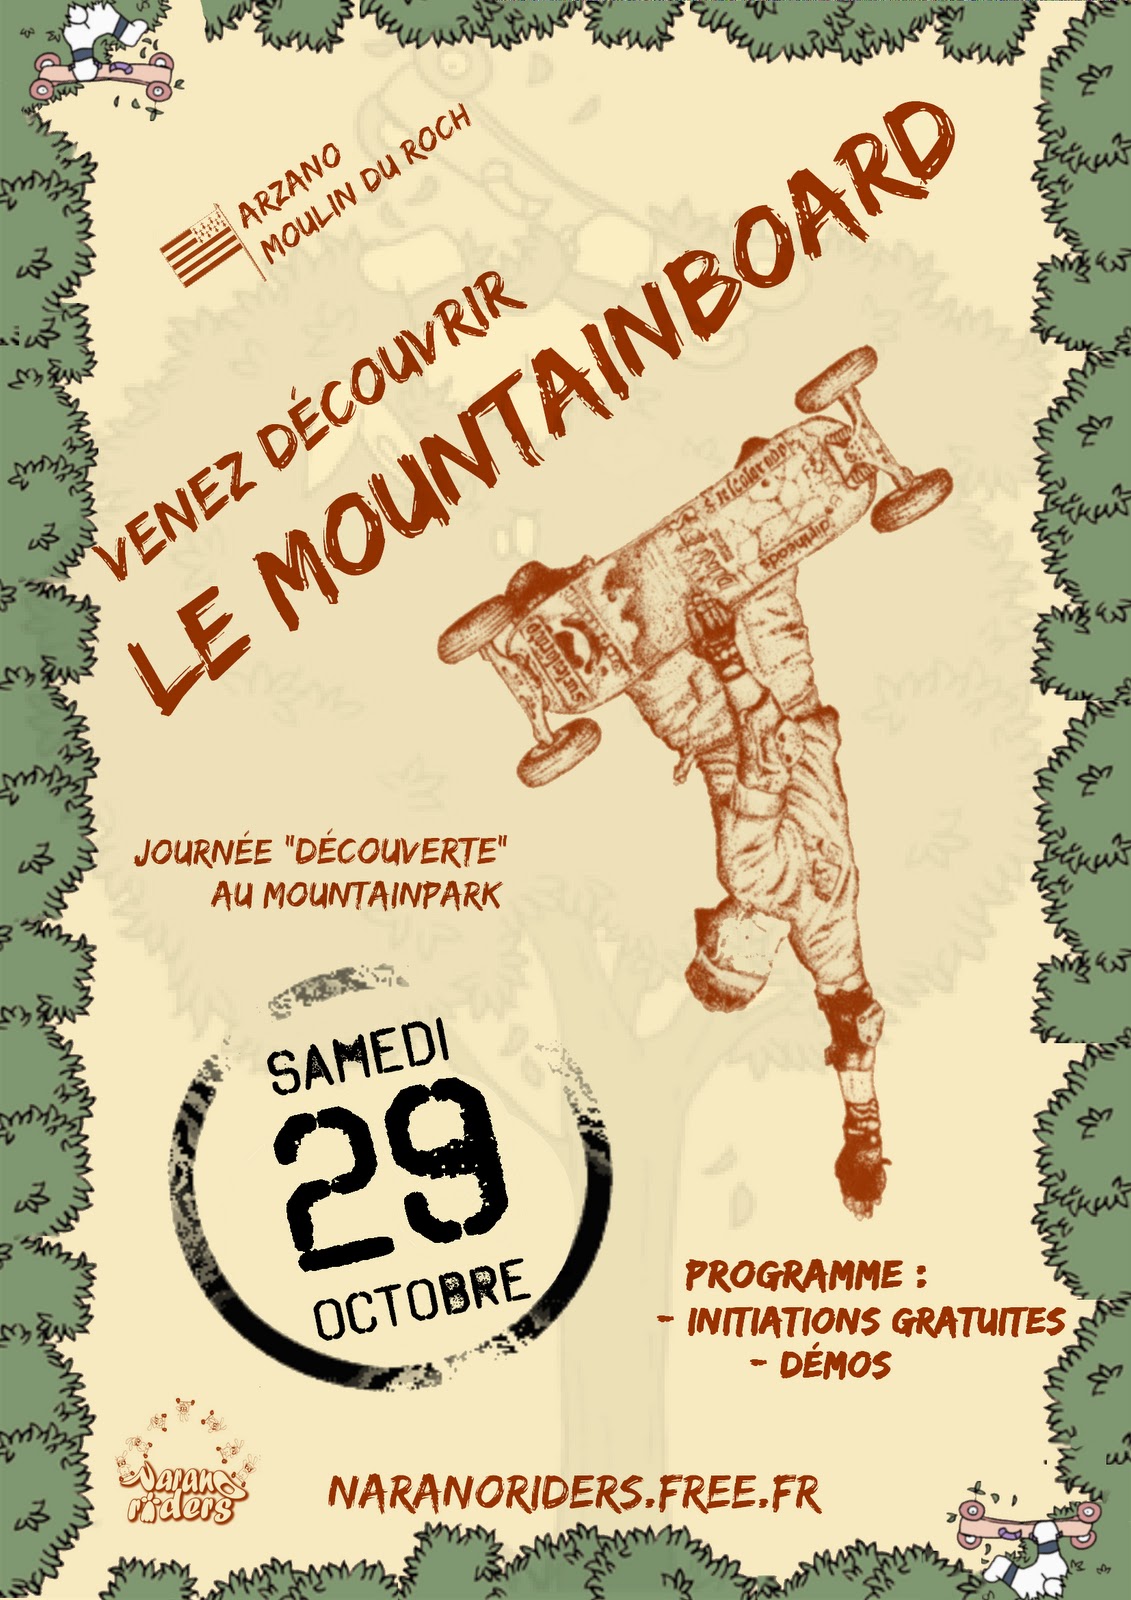 ARZANO
MOULIN DU ROCH
VENEZ DÉCOUVRIR
LE MOUNTAINBOARD
JOURNÉE "DÉCOUVERTE"
AU MOUNTAINPARK
SAMEDI
29
OCTOBRE
PROGRAMME :
- INITIATIONS GRATUITES
- DÉMOS
Narano
riders
NARANORIDERS.FREE.FR